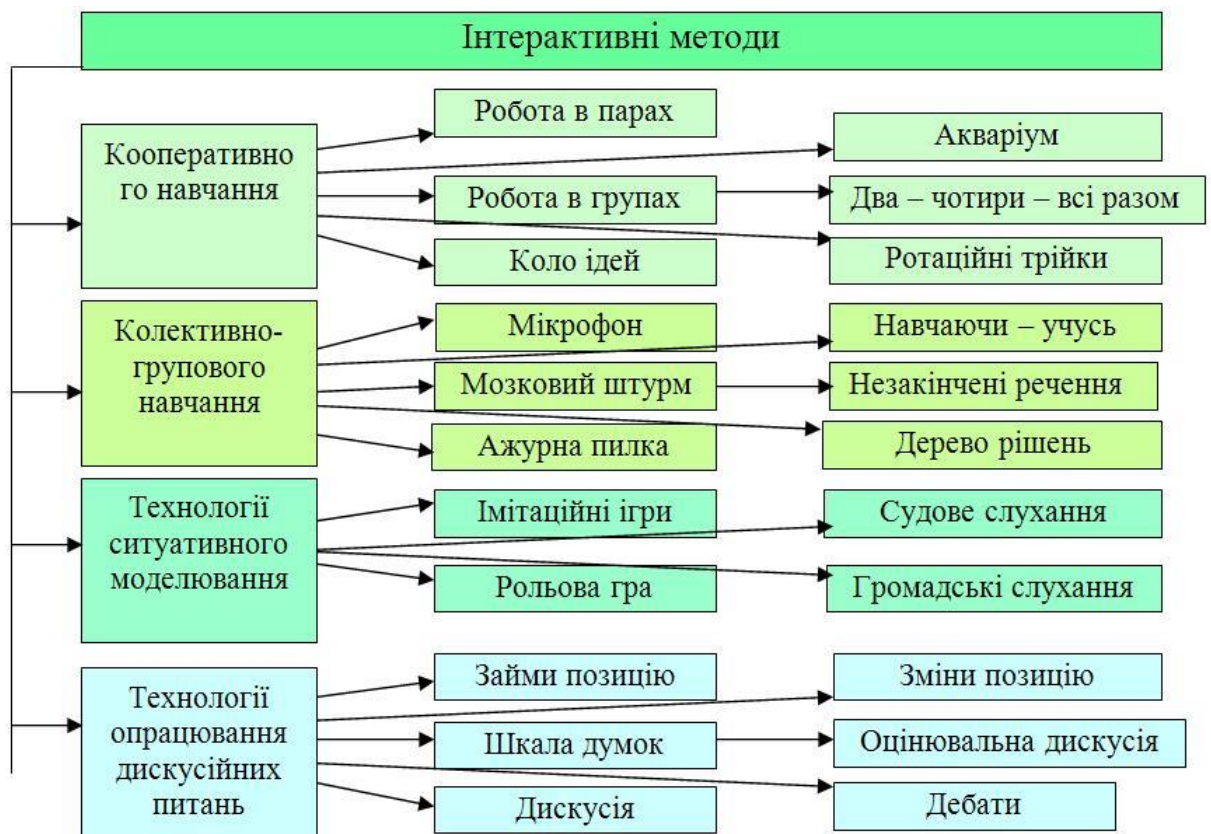 Інтерактивні методи
Кооперативно
го навчання
Робота в парах
Акваріум
Робота в групах
Два – чотири – всі разом
Коло ідей
Ротаційні трійки
Колективно-
групового
навчання
Мікрофон
Навчаючи – учусь
Мозковий штурм
Незакінчені речення
Ажурна пилка
Дерево рішень
Технології
ситуативного
моделювання
Імітаційні ігри
Судове слухання
Рольова гра
Громадські слухання
Технології
опрацювання
дискусійних
питань
Займи позицію
Зміни позицію
Шкала думок
Оцінювальна дискусія
Дискусія
Дебати